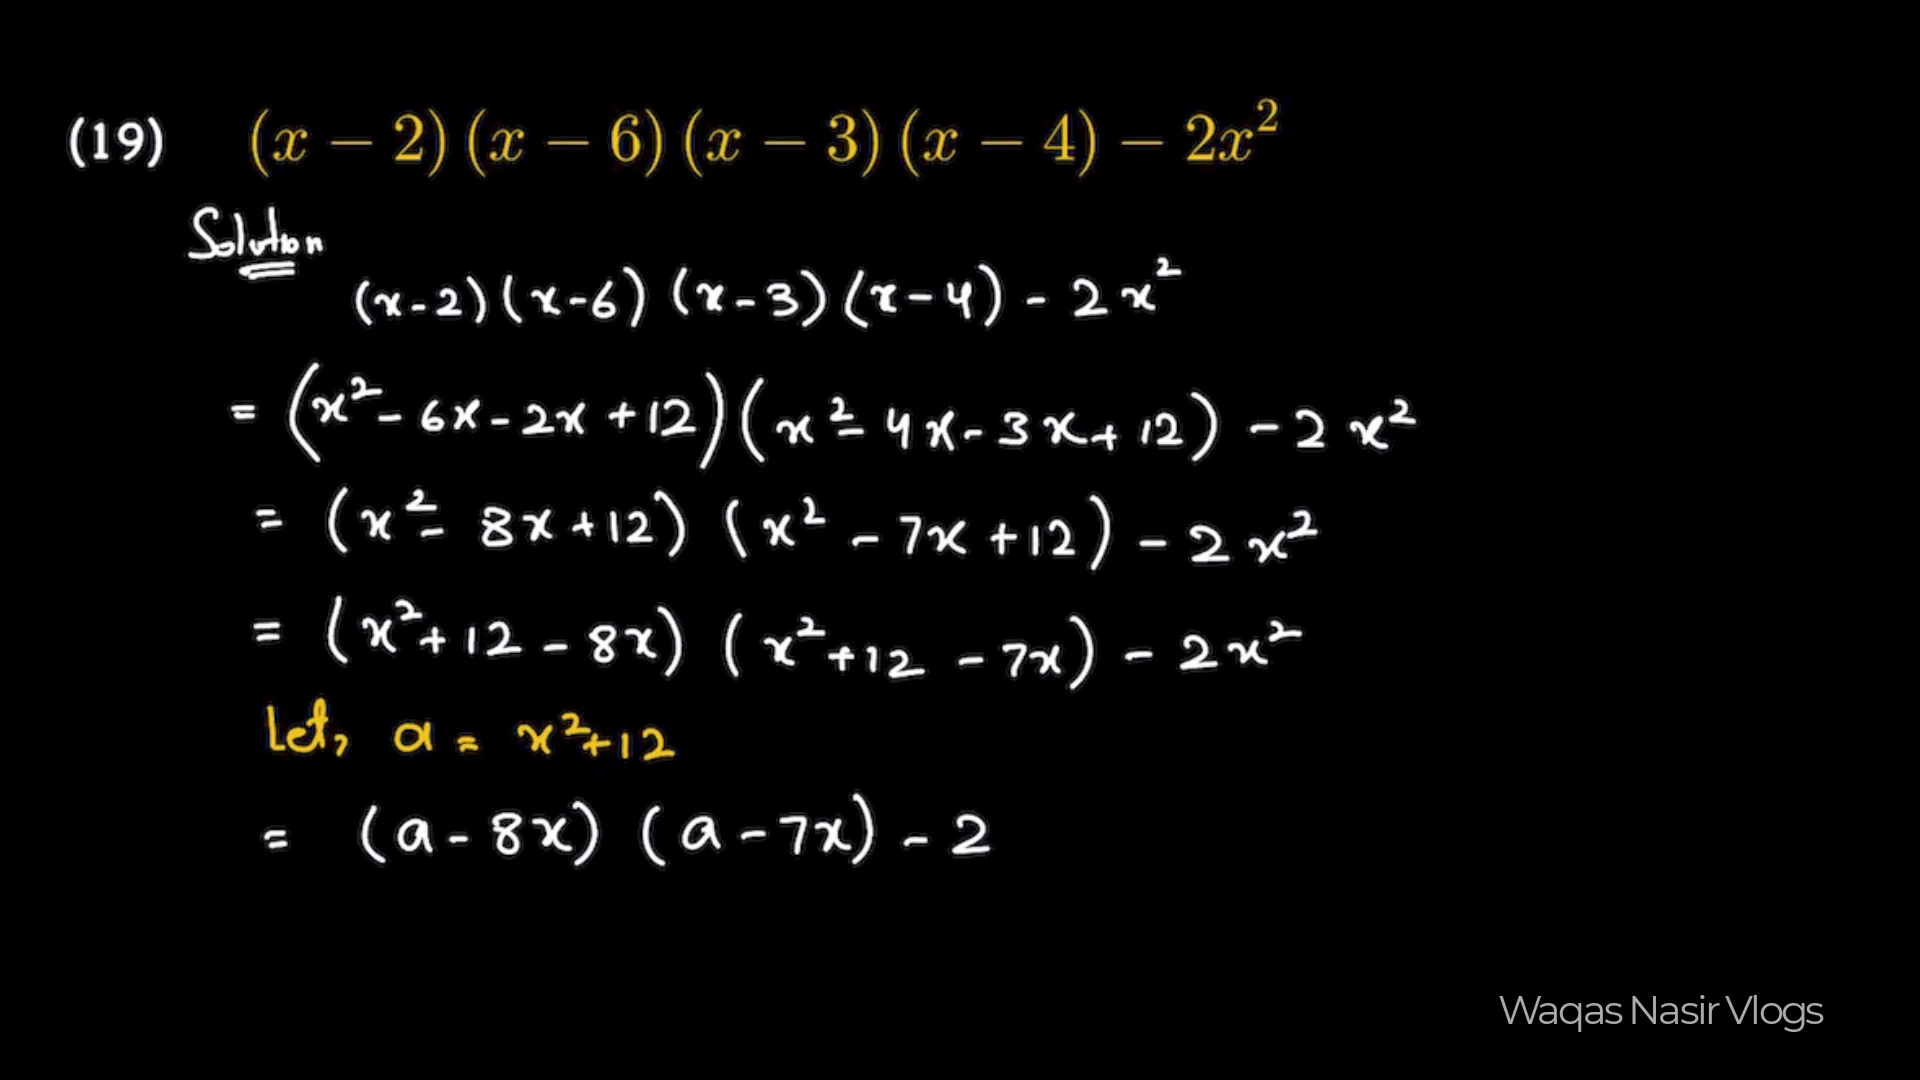 (19) (x − 2) (x − 6) (x − 3) (x − 4) − 2x²
Solution
(x-2)(x-6)(x-3)(x-4) - 2x²
= (x² - 6x - 2x + 12)(x² - 4x - 3x + 12) - 2x²
= (x² - 8x + 12) (x² - 7x + 12) - 2x²
= (x² + 12 - 8x) (x² + 12 - 7x) - 2x²
Let, a = x² + 12
= (a - 8x) (a - 7x) - 2
Waqas Nasir Vlogs